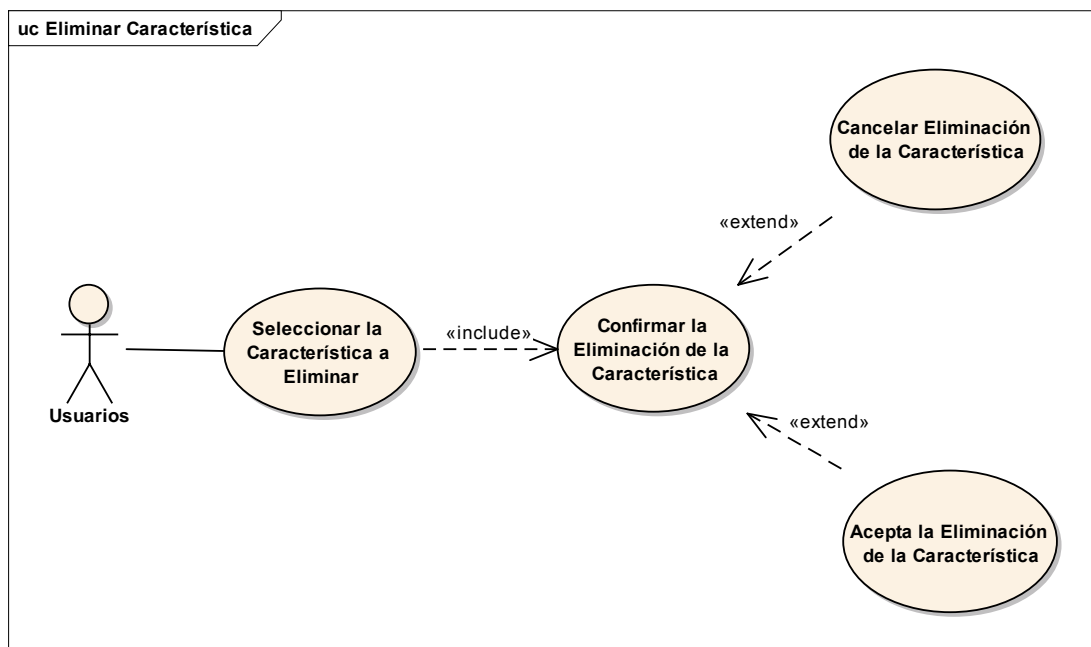 uc Eliminar Característica
Cancelar Eliminación
de la Característica
«extend»
Seleccionar la
Característica a
Eliminar
«include»
Confirmar la
Eliminación de la
Característica
Usuarios
«extend»
Acepta la Eliminación
de la Característica